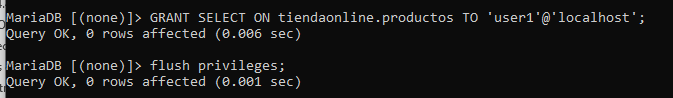 MariaDB [(none)]> GRANT SELECT ON tiendaonline.productos TO 'user1'@'localhost';
Query OK, 0 rows affected (0.006 sec)
MariaDB [(none)]> flush privileges;
Query OK, 0 rows affected (0.001 sec)